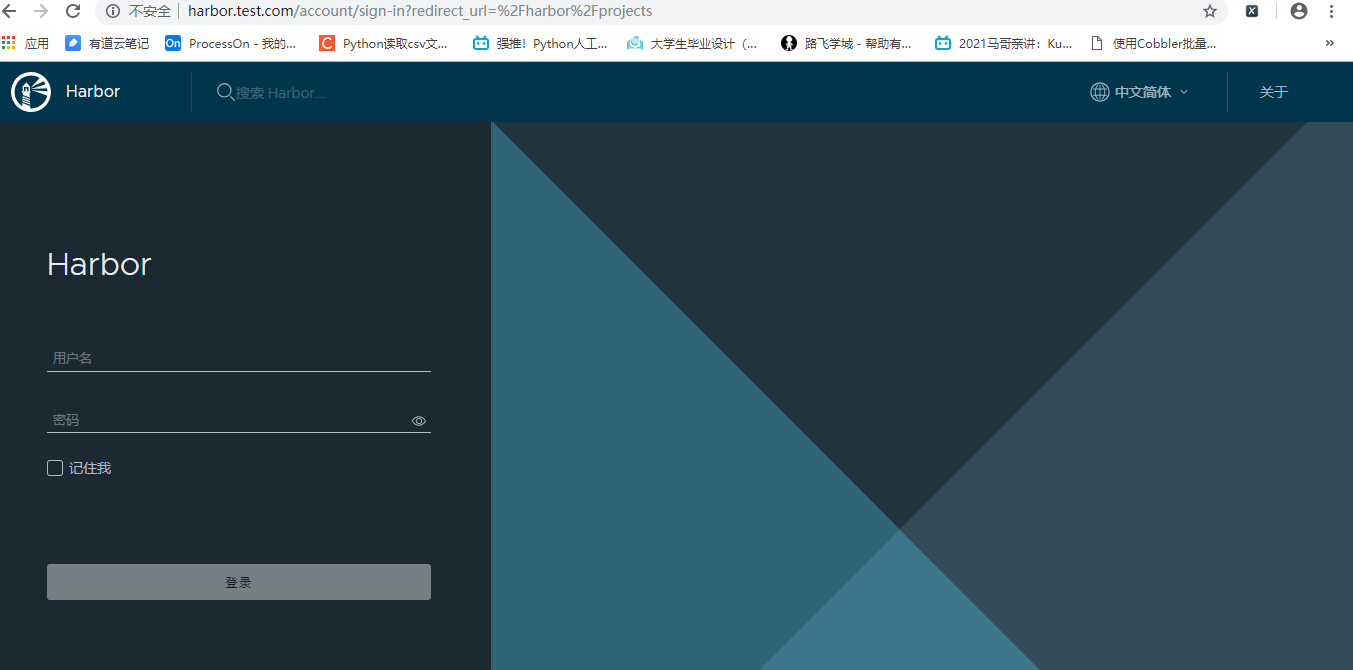 不安全 harbor.test.com/account/sign-in?redirect_url=%2Fharbor%2Fprojects
应用 有道云笔记 On ProcessOn - 我的... C Python读取csv文... 强推！Python人工... 大学生毕业设计（... 路飞学城 - 帮助有... 2021马哥亲讲：Ku... 使用Cobbler批量... »
Harbor 搜索 Harbor... 中文简体 关于
Harbor
用户名
密码
记住我
登录